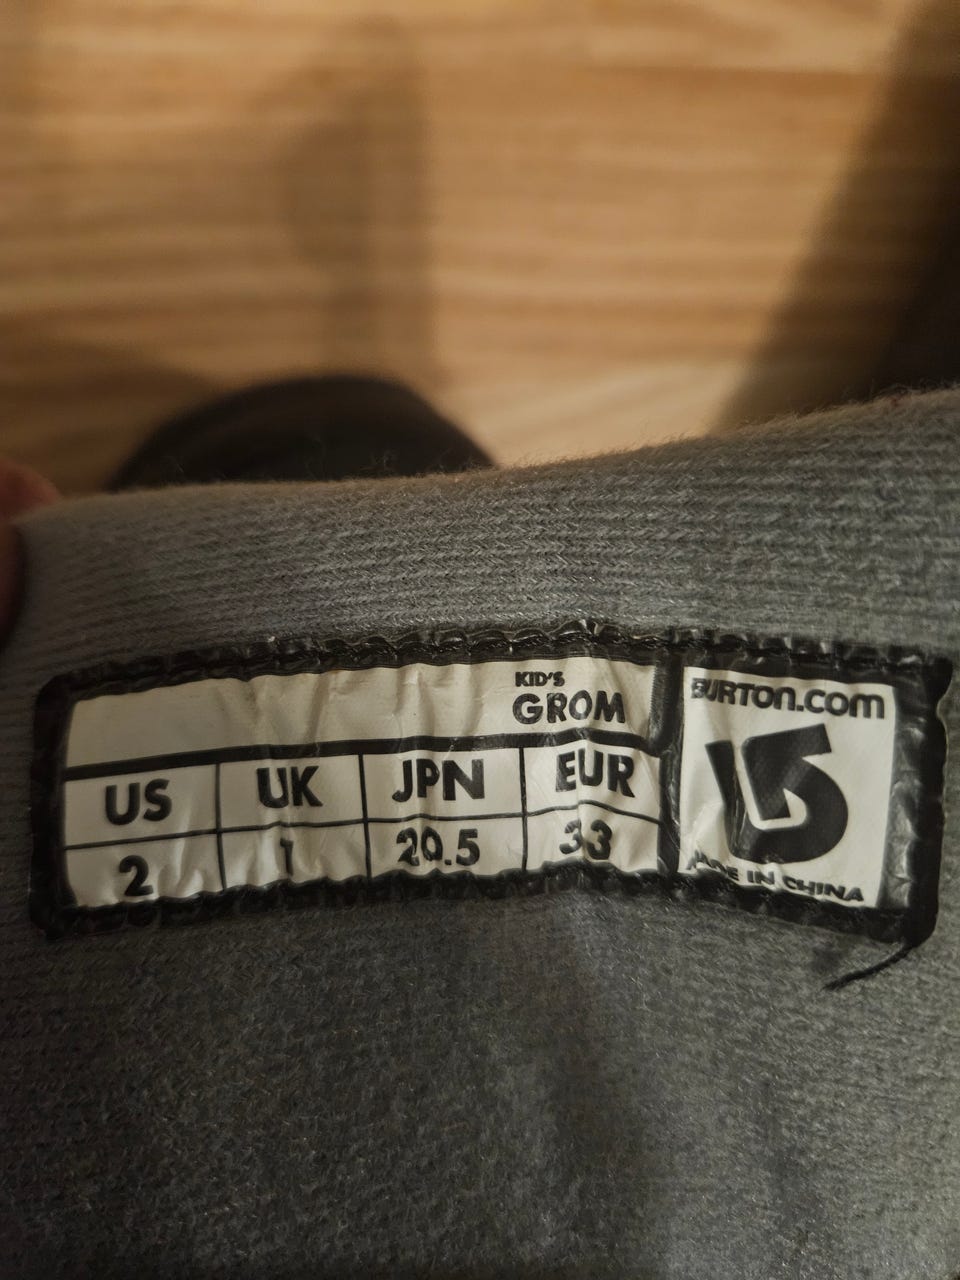 KID'S
GROM
US UK JPN EUR
2 1 20.5 33
BURTON.com
MADE IN CHINA